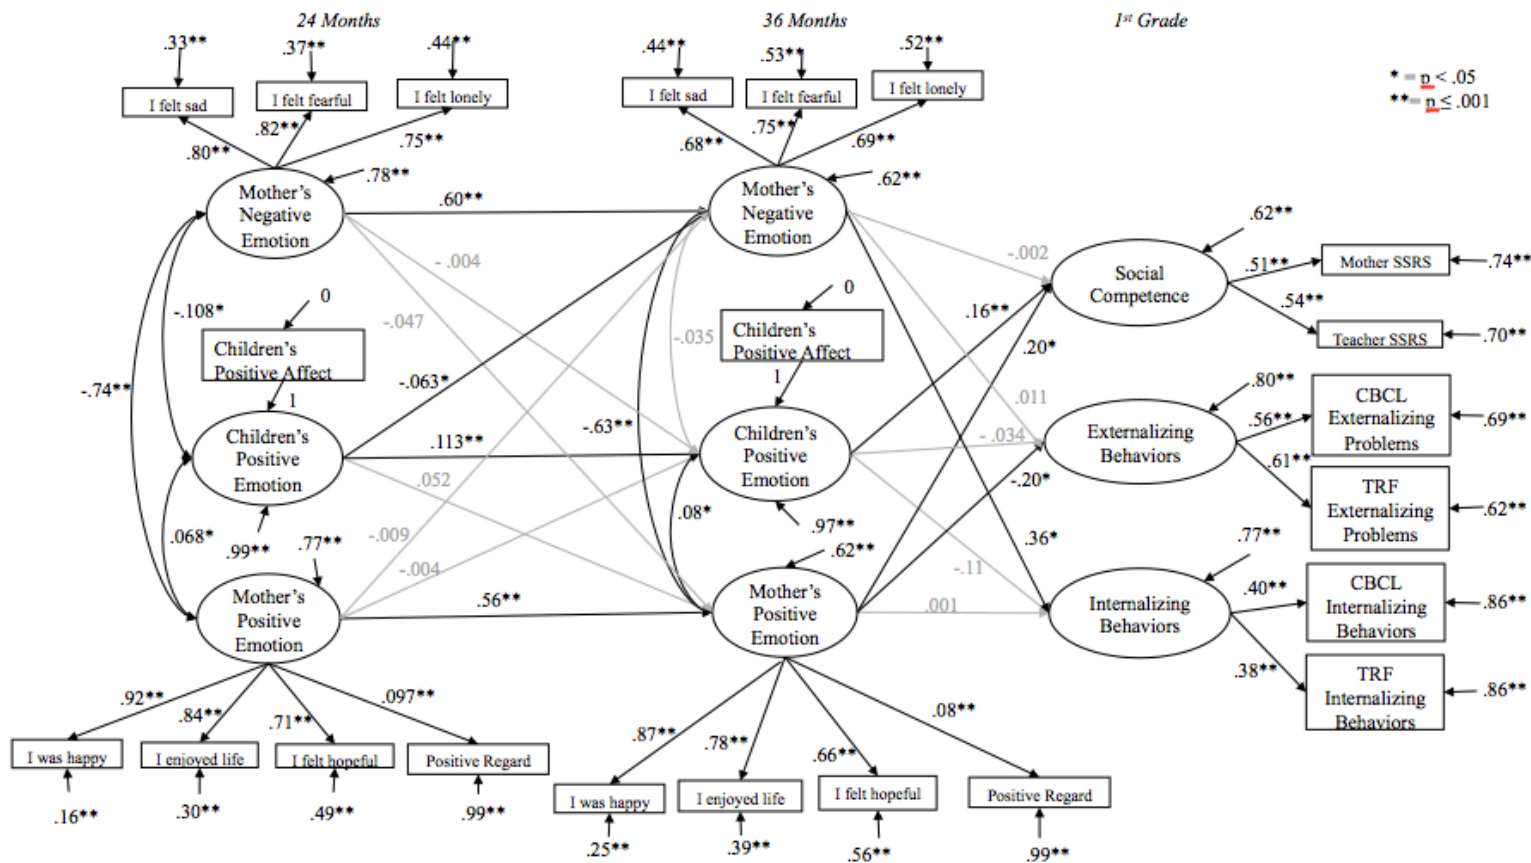 24 Months
36 Months
1st Grade
.33**
.37**
.44**
.44**
.53**
.52**
* = p < .05
**= p ≤ .001
I felt sad
I felt fearful
I felt lonely
I felt sad
I felt fearful
I felt lonely
.80**
.82**
.75**
.68**
.75**
.69**
.78**
.62**
Mother's
Negative
Emotion
.60**
Mother's
Negative
Emotion
.62**
- .004
-.002
Social
Competence
.51**
Mother SSRS
.74**
.54**
Teacher SSRS
.70**
-.108*
0
-.047
-.035
0
.16**
.20*
Children's
Positive Affect
Children's
Positive Affect
-.74**
1
-.063*
1
.011
.80**
CBCL
Externalizing
Problems
.56**
.69**
Children's
Positive
Emotion
.113**
-.63**
Children's
Positive
Emotion
-.034
Externalizing
Behaviors
.61**
.052
-.20*
TRF
Externalizing
Problems
.62**
.068*
.99**
.77**
-.009
.08*
.97**
.62**
.36*
.77**
-.004
-.11
Mother's
Positive
Emotion
.56**
Mother's
Positive
Emotion
.001
Internalizing
Behaviors
.40**
CBCL
Internalizing
Behaviors
.86**
.38**
TRF
Internalizing
Behaviors
.86**
.92**
.84**
.71**
.097**
.87**
.78**
.66**
.08**
I was happy
I enjoyed life
I felt hopeful
Positive Regard
I was happy
I enjoyed life
I felt hopeful
Positive Regard
.16**
.30**
.49**
.99**
.25**
.39**
.56**
.99**